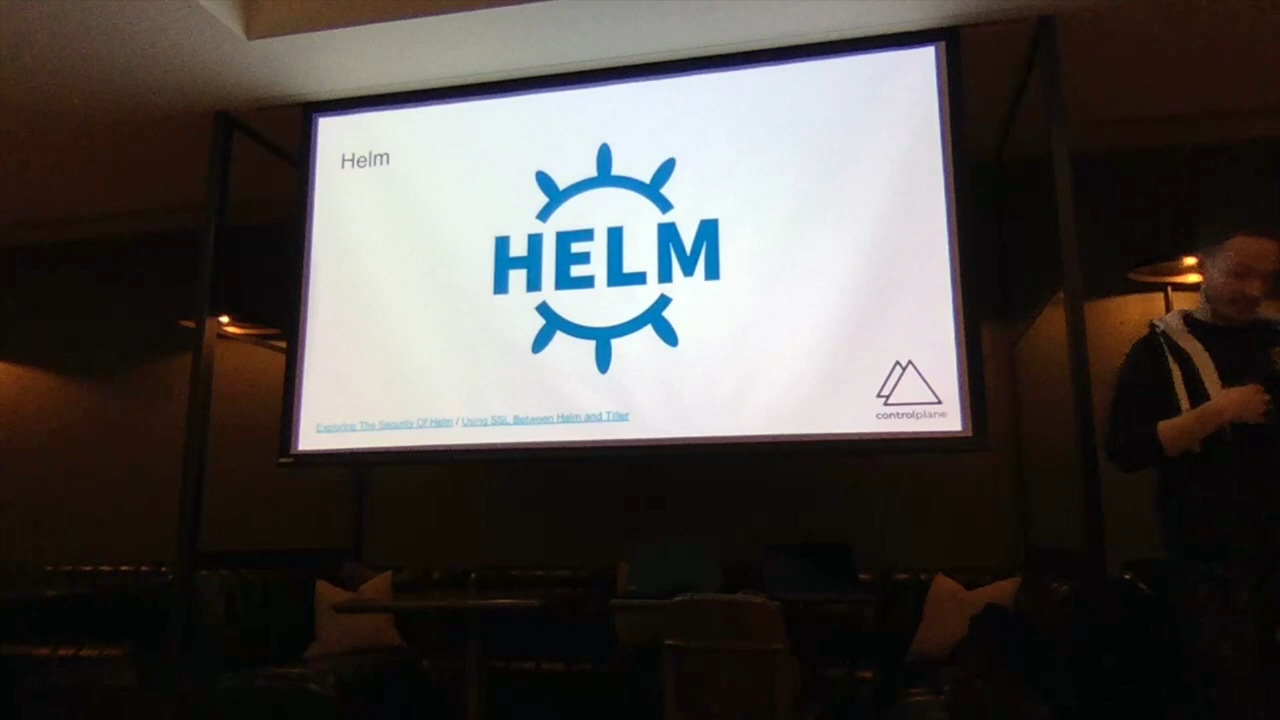 Helm
HELM
controlplane
Exploring The Security Of Helm / Using SSL Between Helm and Tiller